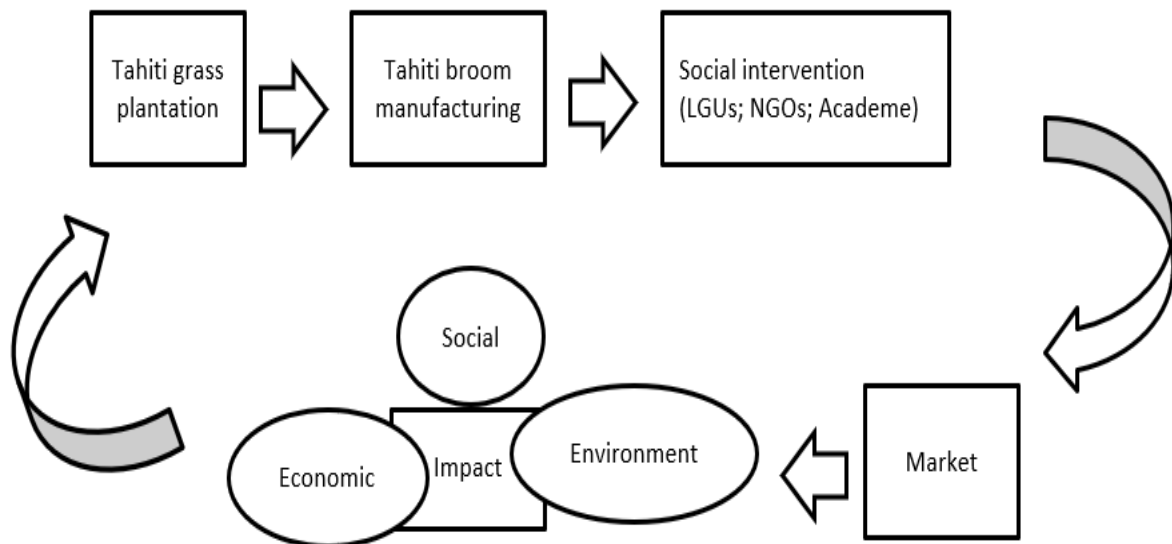 Tahiti grass
plantation
Tahiti broom
manufacturing
Social intervention
(LGUs; NGOs; Academe)
Social
Economic
Impact
Environment
Market